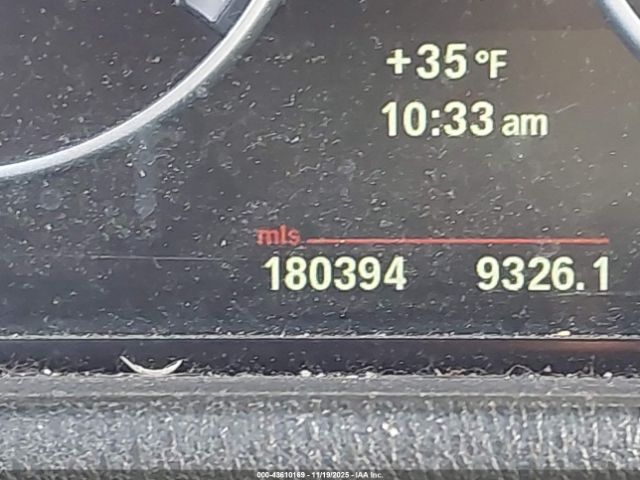 +35 °F
10:33 am
mls
180394 9326.1
000-43610169 - 11/19/2025 - IAA Inc.